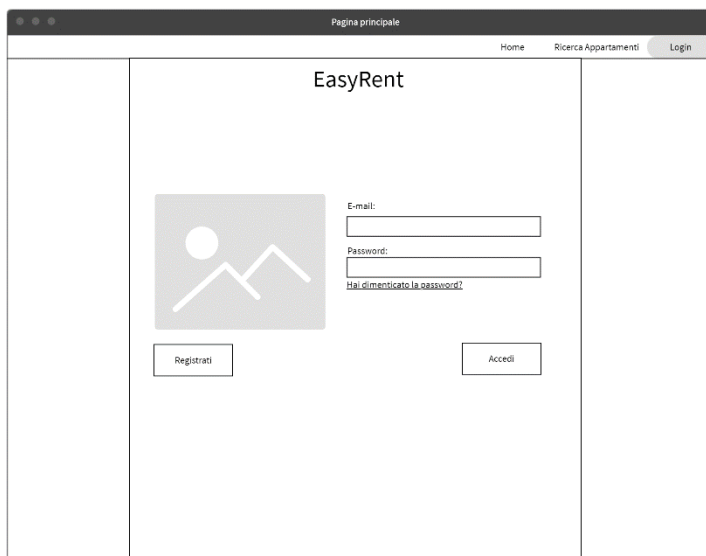 Pagina principale
Home Ricerca Appartamenti Login
EasyRent
E-mail:
Password:
Hai dimenticato la password?
Registrati Accedi